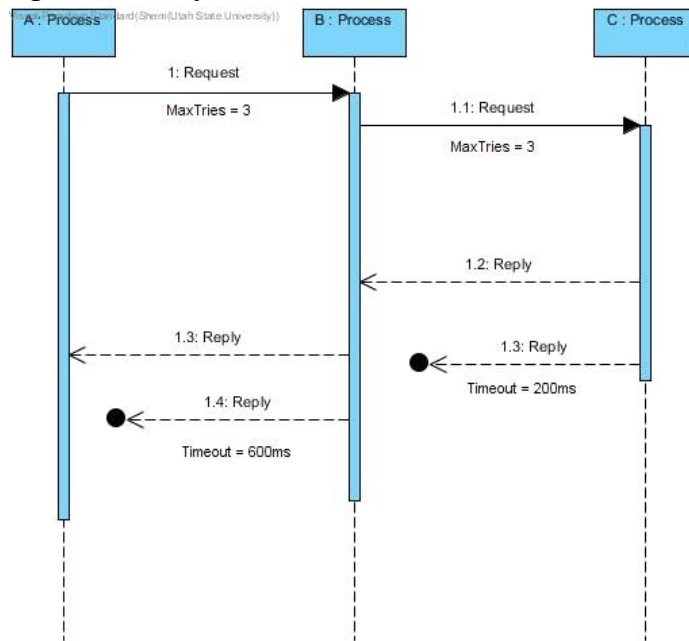 A : Process
B : Process
C : Process
1: Request
MaxTries = 3
1.1: Request
MaxTries = 3
1.2: Reply
1.3: Reply
1.3: Reply
Timeout = 200ms
1.4: Reply
Timeout = 600ms